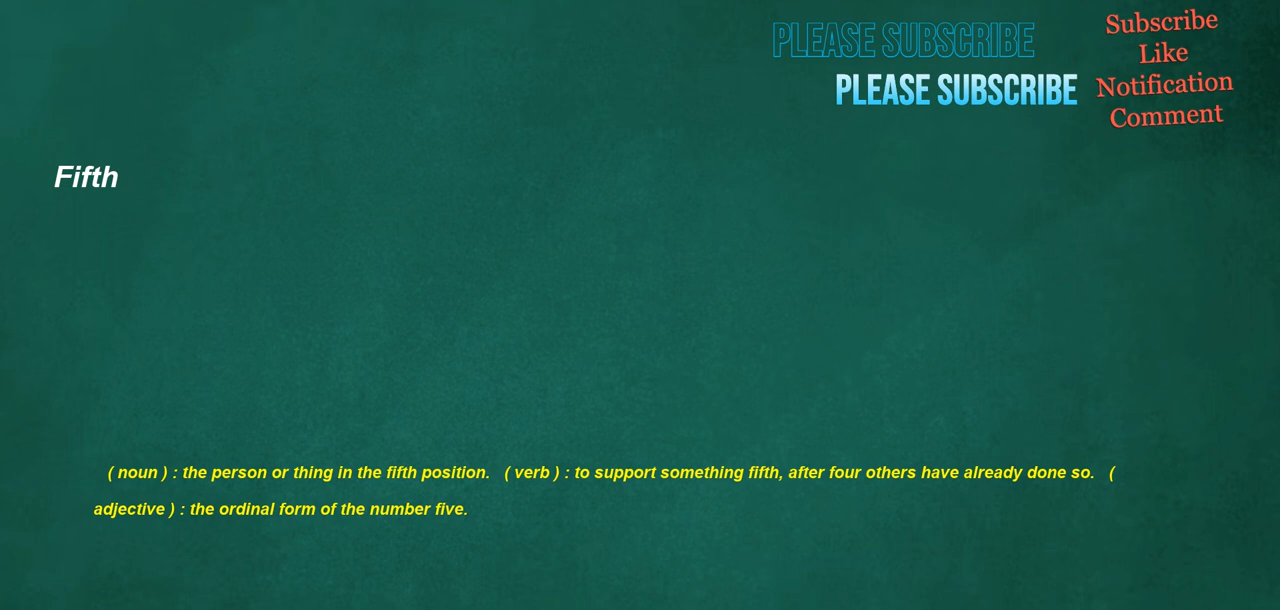 PLEASE SUBSCRIBE
PLEASE SUBSCRIBE
Subscribe
Like
Notification
Comment
Fifth
( noun ) : the person or thing in the fifth position.   ( verb ) : to support something fifth, after four others have already done so.   (
adjective ) : the ordinal form of the number five.